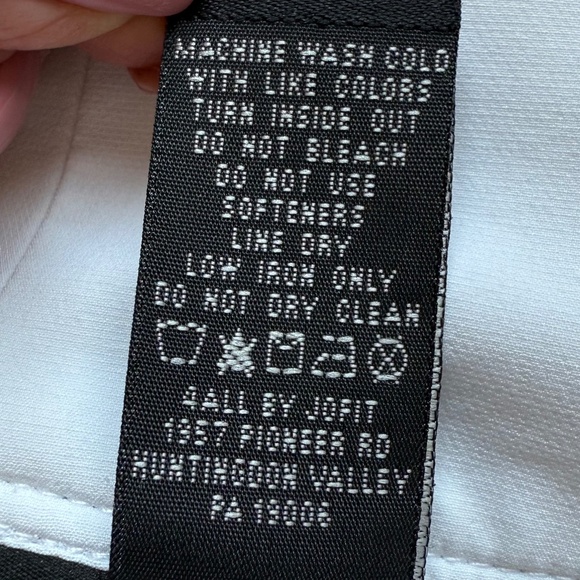 MACHINE WASH COLD
WITH LIKE COLORS
TURN INSIDE OUT
DO NOT BLEACH
DO NOT USE
SOFTENERS
LINE DRY
LOW IRON ONLY
DO NOT DRY CLEAN
4ALL BY JOFIT
1957 PIONEER RD
HUNTINGDON VALLEY
PA 19006